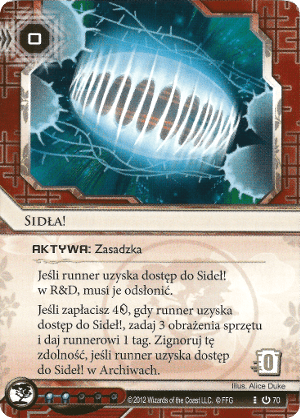 0
SIDŁA!
AKTYWA: Zasadzka
Jeśli runner uzyska dostęp do Sideł!
w R&D, musi je odsłonić.
Jeśli zapłacisz 4, gdy runner uzyska
dostęp do Sideł!, zadaj 3 obrażenia sprzętu
i daj runnerowi 1 tag. Zignoruj tę
zdolność, jeśli runner uzyska dostęp
do Sideł! w Archiwach.
0
Illus. Alice Duke
© 2012 Wizards of the Coast LLC. © FFG
70